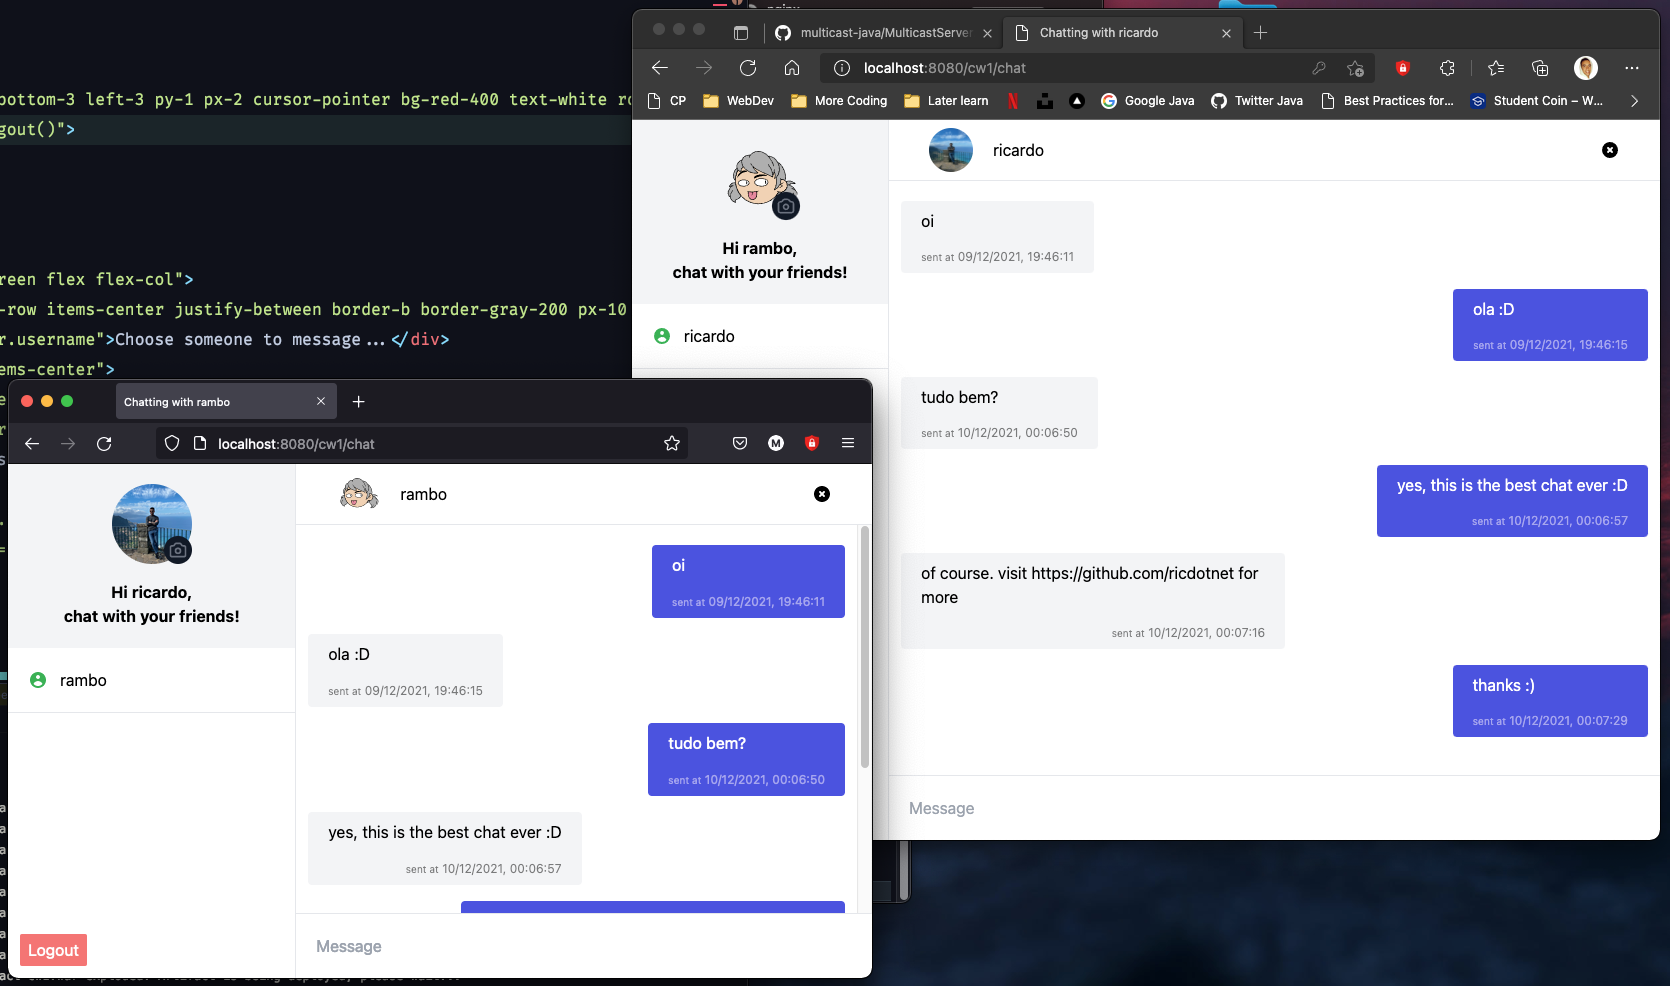 bottom-3 left-3 py-1 px-2 cursor-pointer bg-red-400 text-white ro
gout()">
reen flex flex-col">
-row items-center justify-between border-b border-gray-200 px-10
r.username">Choose someone to message...</div>
ems-center">
multicast-java/MulticastServer
Chatting with ricardo
localhost:8080/cw1/chat
CP
WebDev
More Coding
Later learn
Google Java
Twitter Java
Best Practices for...
Student Coin – W...
Hi rambo,
chat with your friends!
ricardo
ricardo
oi
sent at 09/12/2021, 19:46:11
ola :D
sent at 09/12/2021, 19:46:15
tudo bem?
sent at 10/12/2021, 00:06:50
yes, this is the best chat ever :D
sent at 10/12/2021, 00:06:57
of course. visit https://github.com/ricdotnet for
more
sent at 10/12/2021, 00:07:16
thanks :)
sent at 10/12/2021, 00:07:29
Message
Chatting with rambo
localhost:8080/cw1/chat
M
Hi ricardo,
chat with your friends!
rambo
Logout
rambo
oi
sent at 09/12/2021, 19:46:11
ola :D
sent at 09/12/2021, 19:46:15
tudo bem?
sent at 10/12/2021, 00:06:50
yes, this is the best chat ever :D
sent at 10/12/2021, 00:06:57
Message